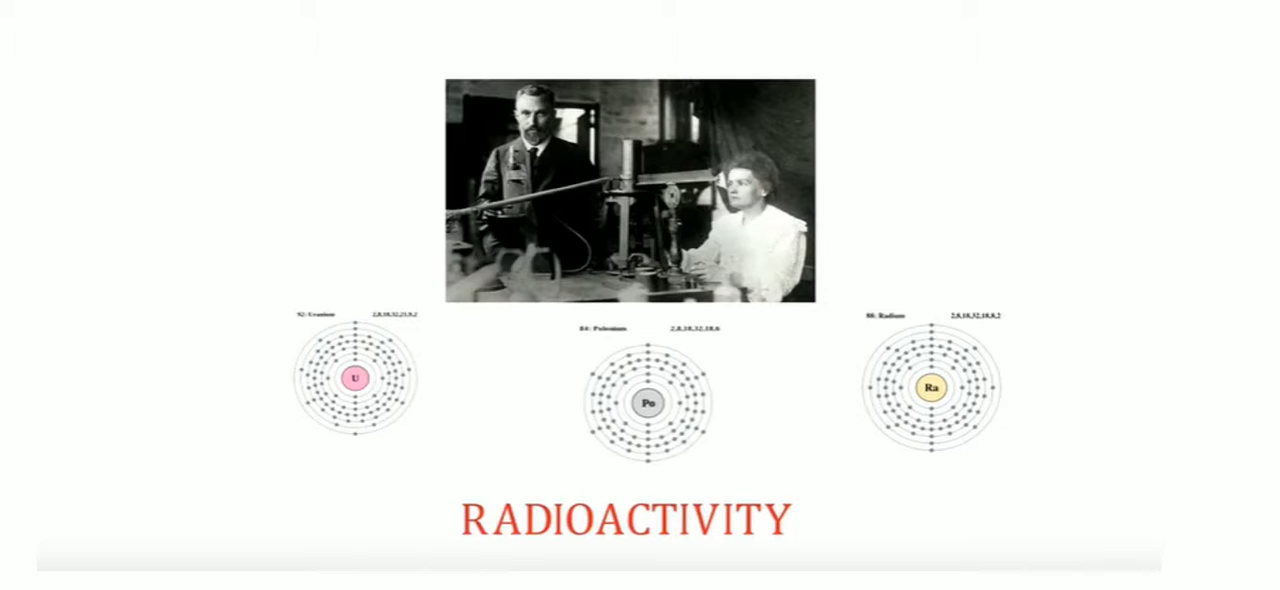 92: Uranium 2,8,18,32,21,9,2
84: Polonium 2,8,18,32,18,6
88: Radium 2,8,18,32,18,8,2
U
Po
Ra
RADIOACTIVITY